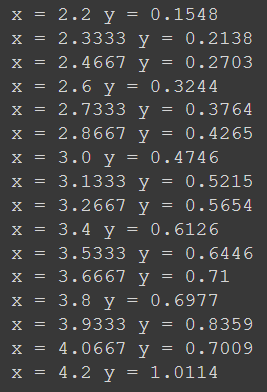 x = 2.2 y = 0.1548
x = 2.3333 y = 0.2138
x = 2.4667 y = 0.2703
x = 2.6 y = 0.3244
x = 2.7333 y = 0.3764
x = 2.8667 y = 0.4265
x = 3.0 y = 0.4746
x = 3.1333 y = 0.5215
x = 3.2667 y = 0.5654
x = 3.4 y = 0.6126
x = 3.5333 y = 0.6446
x = 3.6667 y = 0.71
x = 3.8 y = 0.6977
x = 3.9333 y = 0.8359
x = 4.0667 y = 0.7009
x = 4.2 y = 1.0114